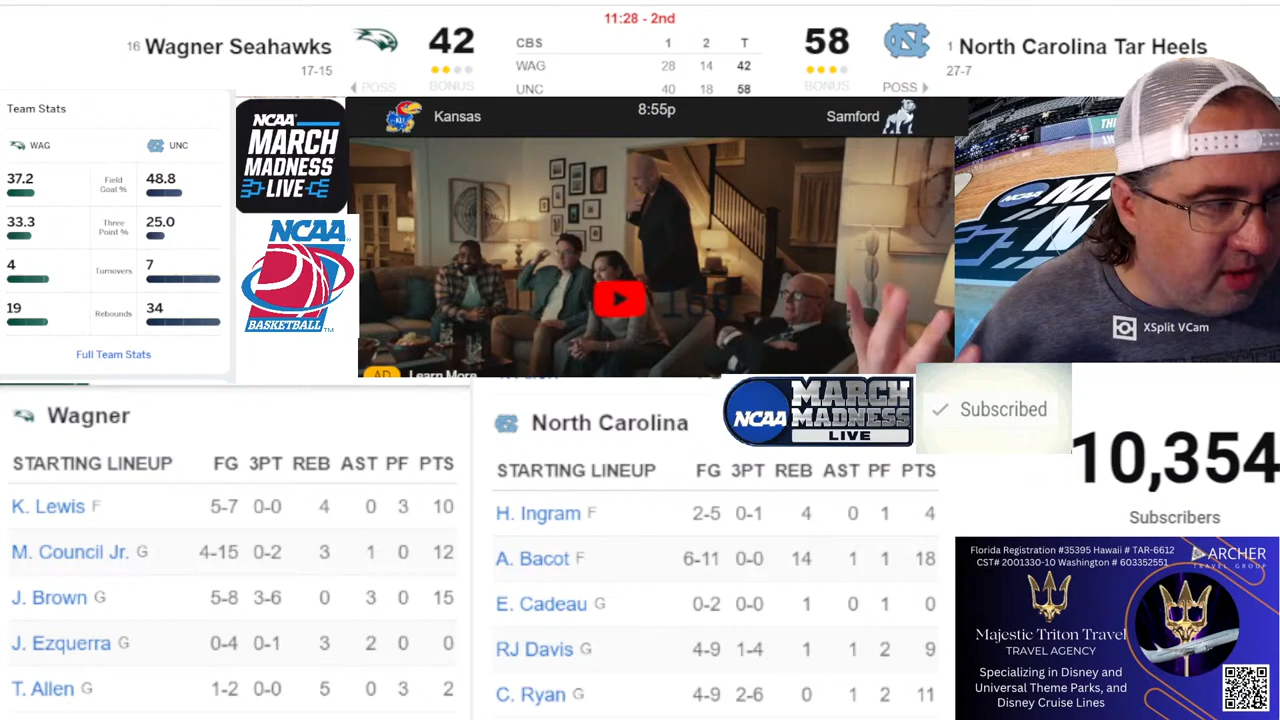 11:28 - 2nd
16 Wagner Seahawks
17-15
42
POSS
BONUS
CBS 1 2 T
WAG 28 14 42
UNC 40 18 58
58
BONUS
POSS
1 North Carolina Tar Heels
27-7
Team Stats
WAG UNC
37.2 Field Goal % 48.8
33.3 Three Point % 25.0
4 Turnovers 7
19 Rebounds 34
Full Team Stats
NCAA
MARCH
MADNESS
LIVE
NCAA
BASKETBALL™
Kansas 8:55p Samford
AD Learn More
NCAA
XSplit VCam
Wagner
STARTING LINEUP FG 3PT REB AST PF PTS
K. Lewis F 5-7 0-0 4 0 3 10
M. Council Jr. G 4-15 0-2 3 1 0 12
J. Brown G 5-8 3-6 0 3 0 15
J. Ezquerra G 0-4 0-1 3 2 0 0
T. Allen G 1-2 0-0 5 0 3 2
North Carolina
STARTING LINEUP FG 3PT REB AST PF PTS
H. Ingram F 2-5 0-1 4 0 1 4
A. Bacot F 6-11 0-0 14 1 1 18
E. Cadeau G 0-2 0-0 1 0 1 0
RJ Davis G 4-9 1-4 1 1 2 9
C. Ryan G 4-9 2-6 0 1 2 11
NCAA
MARCH
MADNESS
LIVE
Subscribed
10,354
Subscribers
Florida Registration #35395 Hawaii # TAR-6612
CST# 2001330-10 Washington # 603352551
ARCHER
TRAVEL GROUP
Majestic Triton Travel
TRAVEL AGENCY
Specializing in Disney and
Universal Theme Parks, and
Disney Cruise Lines